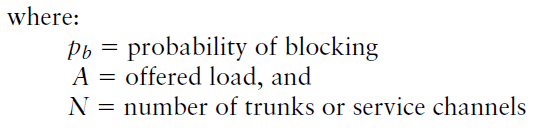 where:
p_b = probability of blocking
A = offered load, and
N = number of trunks or service channels